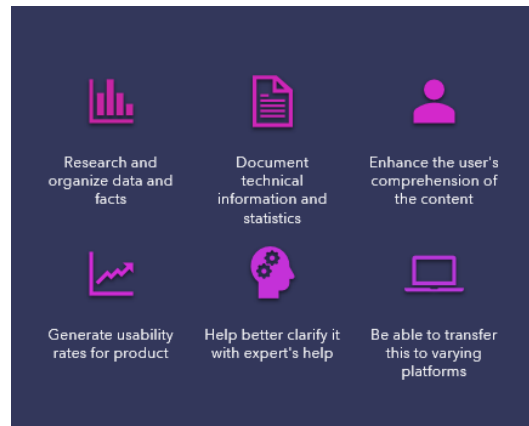 Research and
organize data and
facts
Document
technical
information and
statistics
Enhance the user's
comprehension of
the content
Generate usability
rates for product
Help better clarify it
with expert's help
Be able to transfer
this to varying
platforms